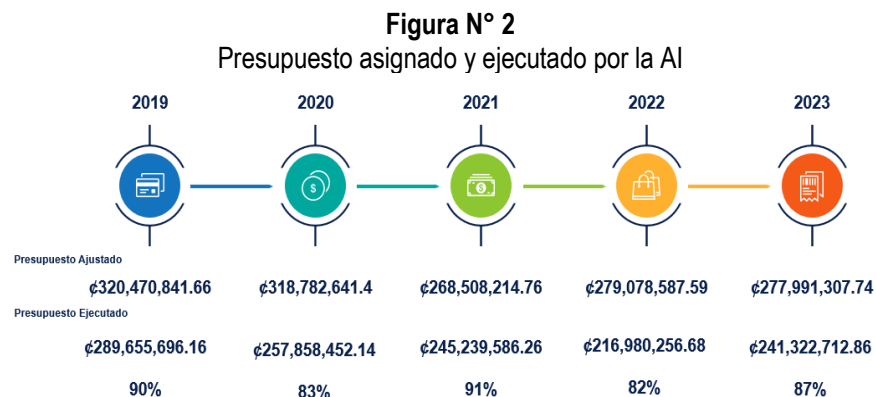 Figura N° 2
Presupuesto asignado y ejecutado por la AI
2019 2020 2021 2022 2023
Presupuesto Ajustado
₡320,470,841.66 ₡318,782,641.4 ₡268,508,214.76 ₡279,078,587.59 ₡277,991,307.74
Presupuesto Ejecutado
₡289,655,696.16 ₡257,858,452.14 ₡245,239,586.26 ₡216,980,256.68 ₡241,322,712.86
90% 83% 91% 82% 87%